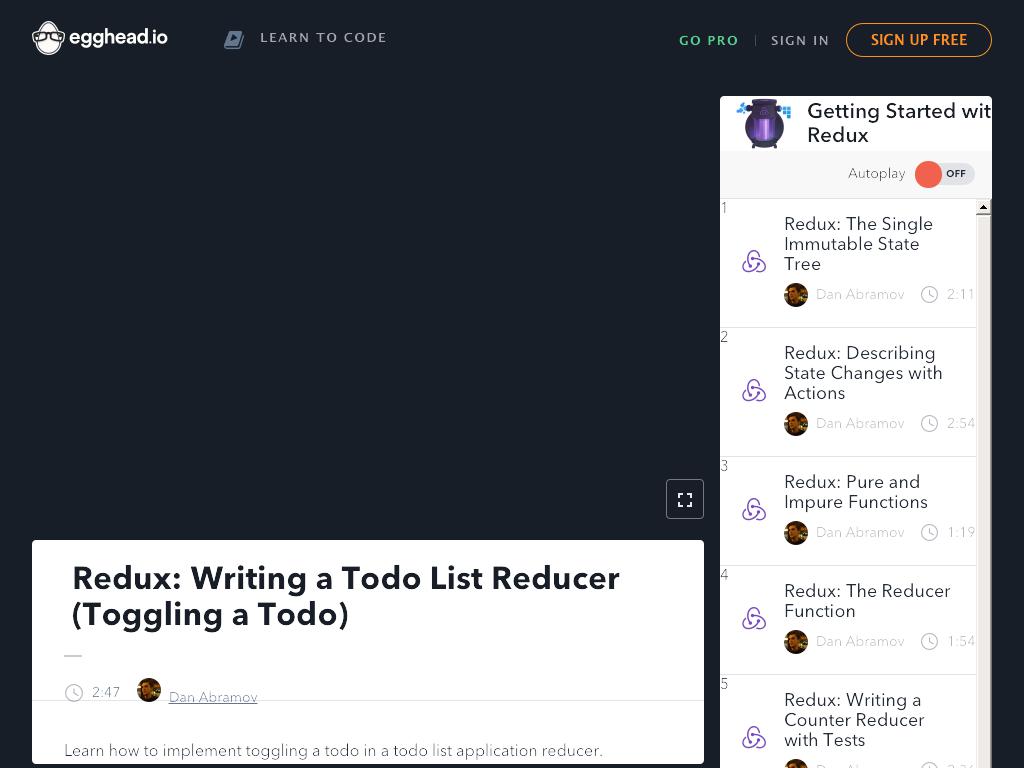 egghead.io
LEARN TO CODE
GO PRO
SIGN IN
SIGN UP FREE
Getting Started wit
Redux
Autoplay
OFF
1
Redux: The Single
Immutable State
Tree
Dan Abramov
2:11
2
Redux: Describing
State Changes with
Actions
Dan Abramov
2:54
3
Redux: Pure and
Impure Functions
Dan Abramov
1:19
4
Redux: The Reducer
Function
Dan Abramov
1:54
5
Redux: Writing a
Counter Reducer
with Tests
Redux: Writing a Todo List Reducer
(Toggling a Todo)
2:47
Dan Abramov
Learn how to implement toggling a todo in a todo list application reducer.